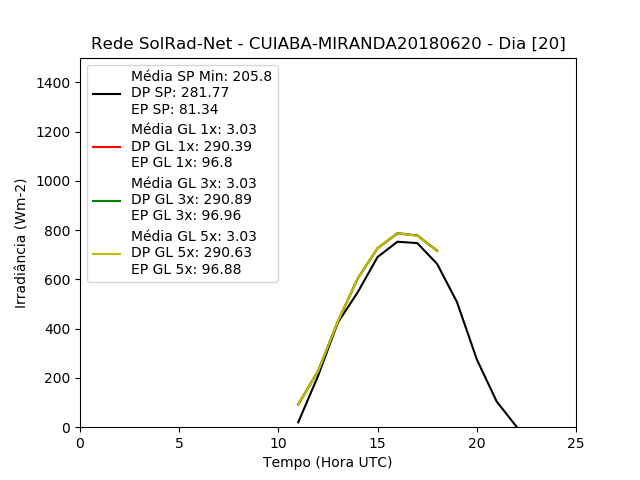 Rede SolRad-Net - CUIABA-MIRANDA20180620 - Dia [20]
Média SP Min: 205.8
DP SP: 281.77
EP SP: 81.34
Média GL 1x: 3.03
DP GL 1x: 290.39
EP GL 1x: 96.8
Média GL 3x: 3.03
DP GL 3x: 290.89
EP GL 3x: 96.96
Média GL 5x: 3.03
DP GL 5x: 290.63
EP GL 5x: 96.88
Irradiância (Wm-2)
1400
1200
1000
800
600
400
200
0
0 5 10 15 20 25
Tempo (Hora UTC)